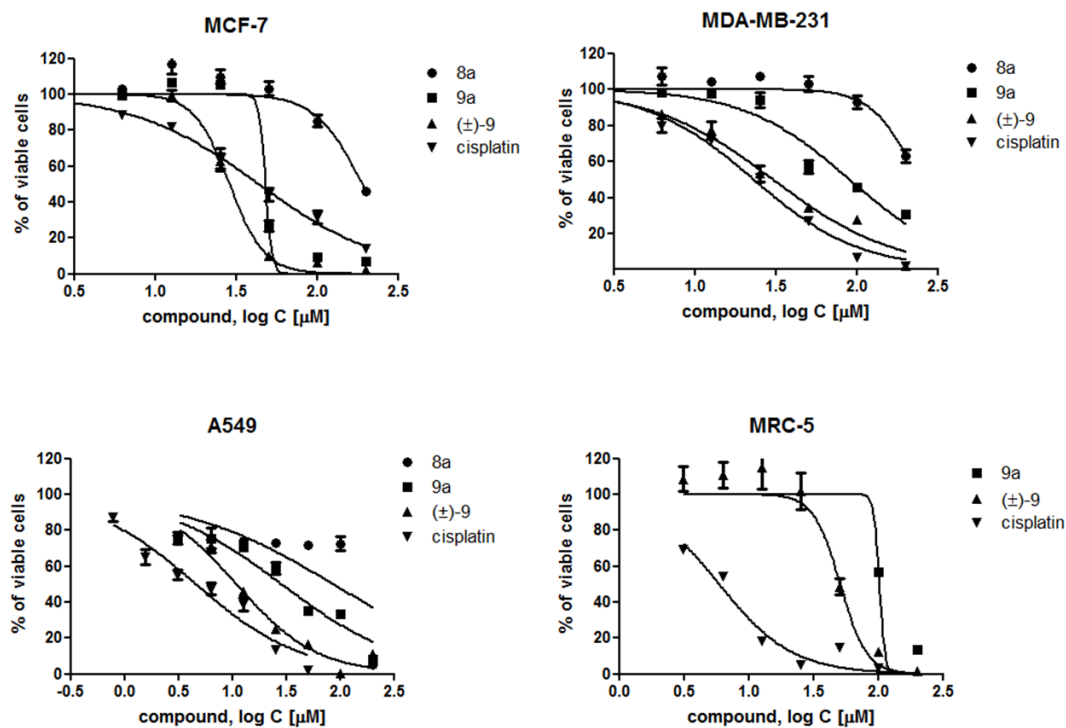 MCF-7
120
100
80
60
40
20
0
0.5 1.0 1.5 2.0 2.5
% of viable cells
compound, log C [µM]
8a
9a
(±)-9
cisplatin
MDA-MB-231
120
100
80
60
40
20
0.5 1.0 1.5 2.0 2.5
% of viable cells
compound, log C [µM]
8a
9a
(±)-9
cisplatin
A549
120
100
80
60
40
20
0
-0.5 0.0 0.5 1.0 1.5 2.0 2.5
% of viable cells
compound, log C [µM]
8a
9a
(±)-9
cisplatin
MRC-5
120
100
80
60
40
20
0
0.0 0.5 1.0 1.5 2.0 2.5
% of viable cells
compound, log C [µM]
9a
(±)-9
cisplatin